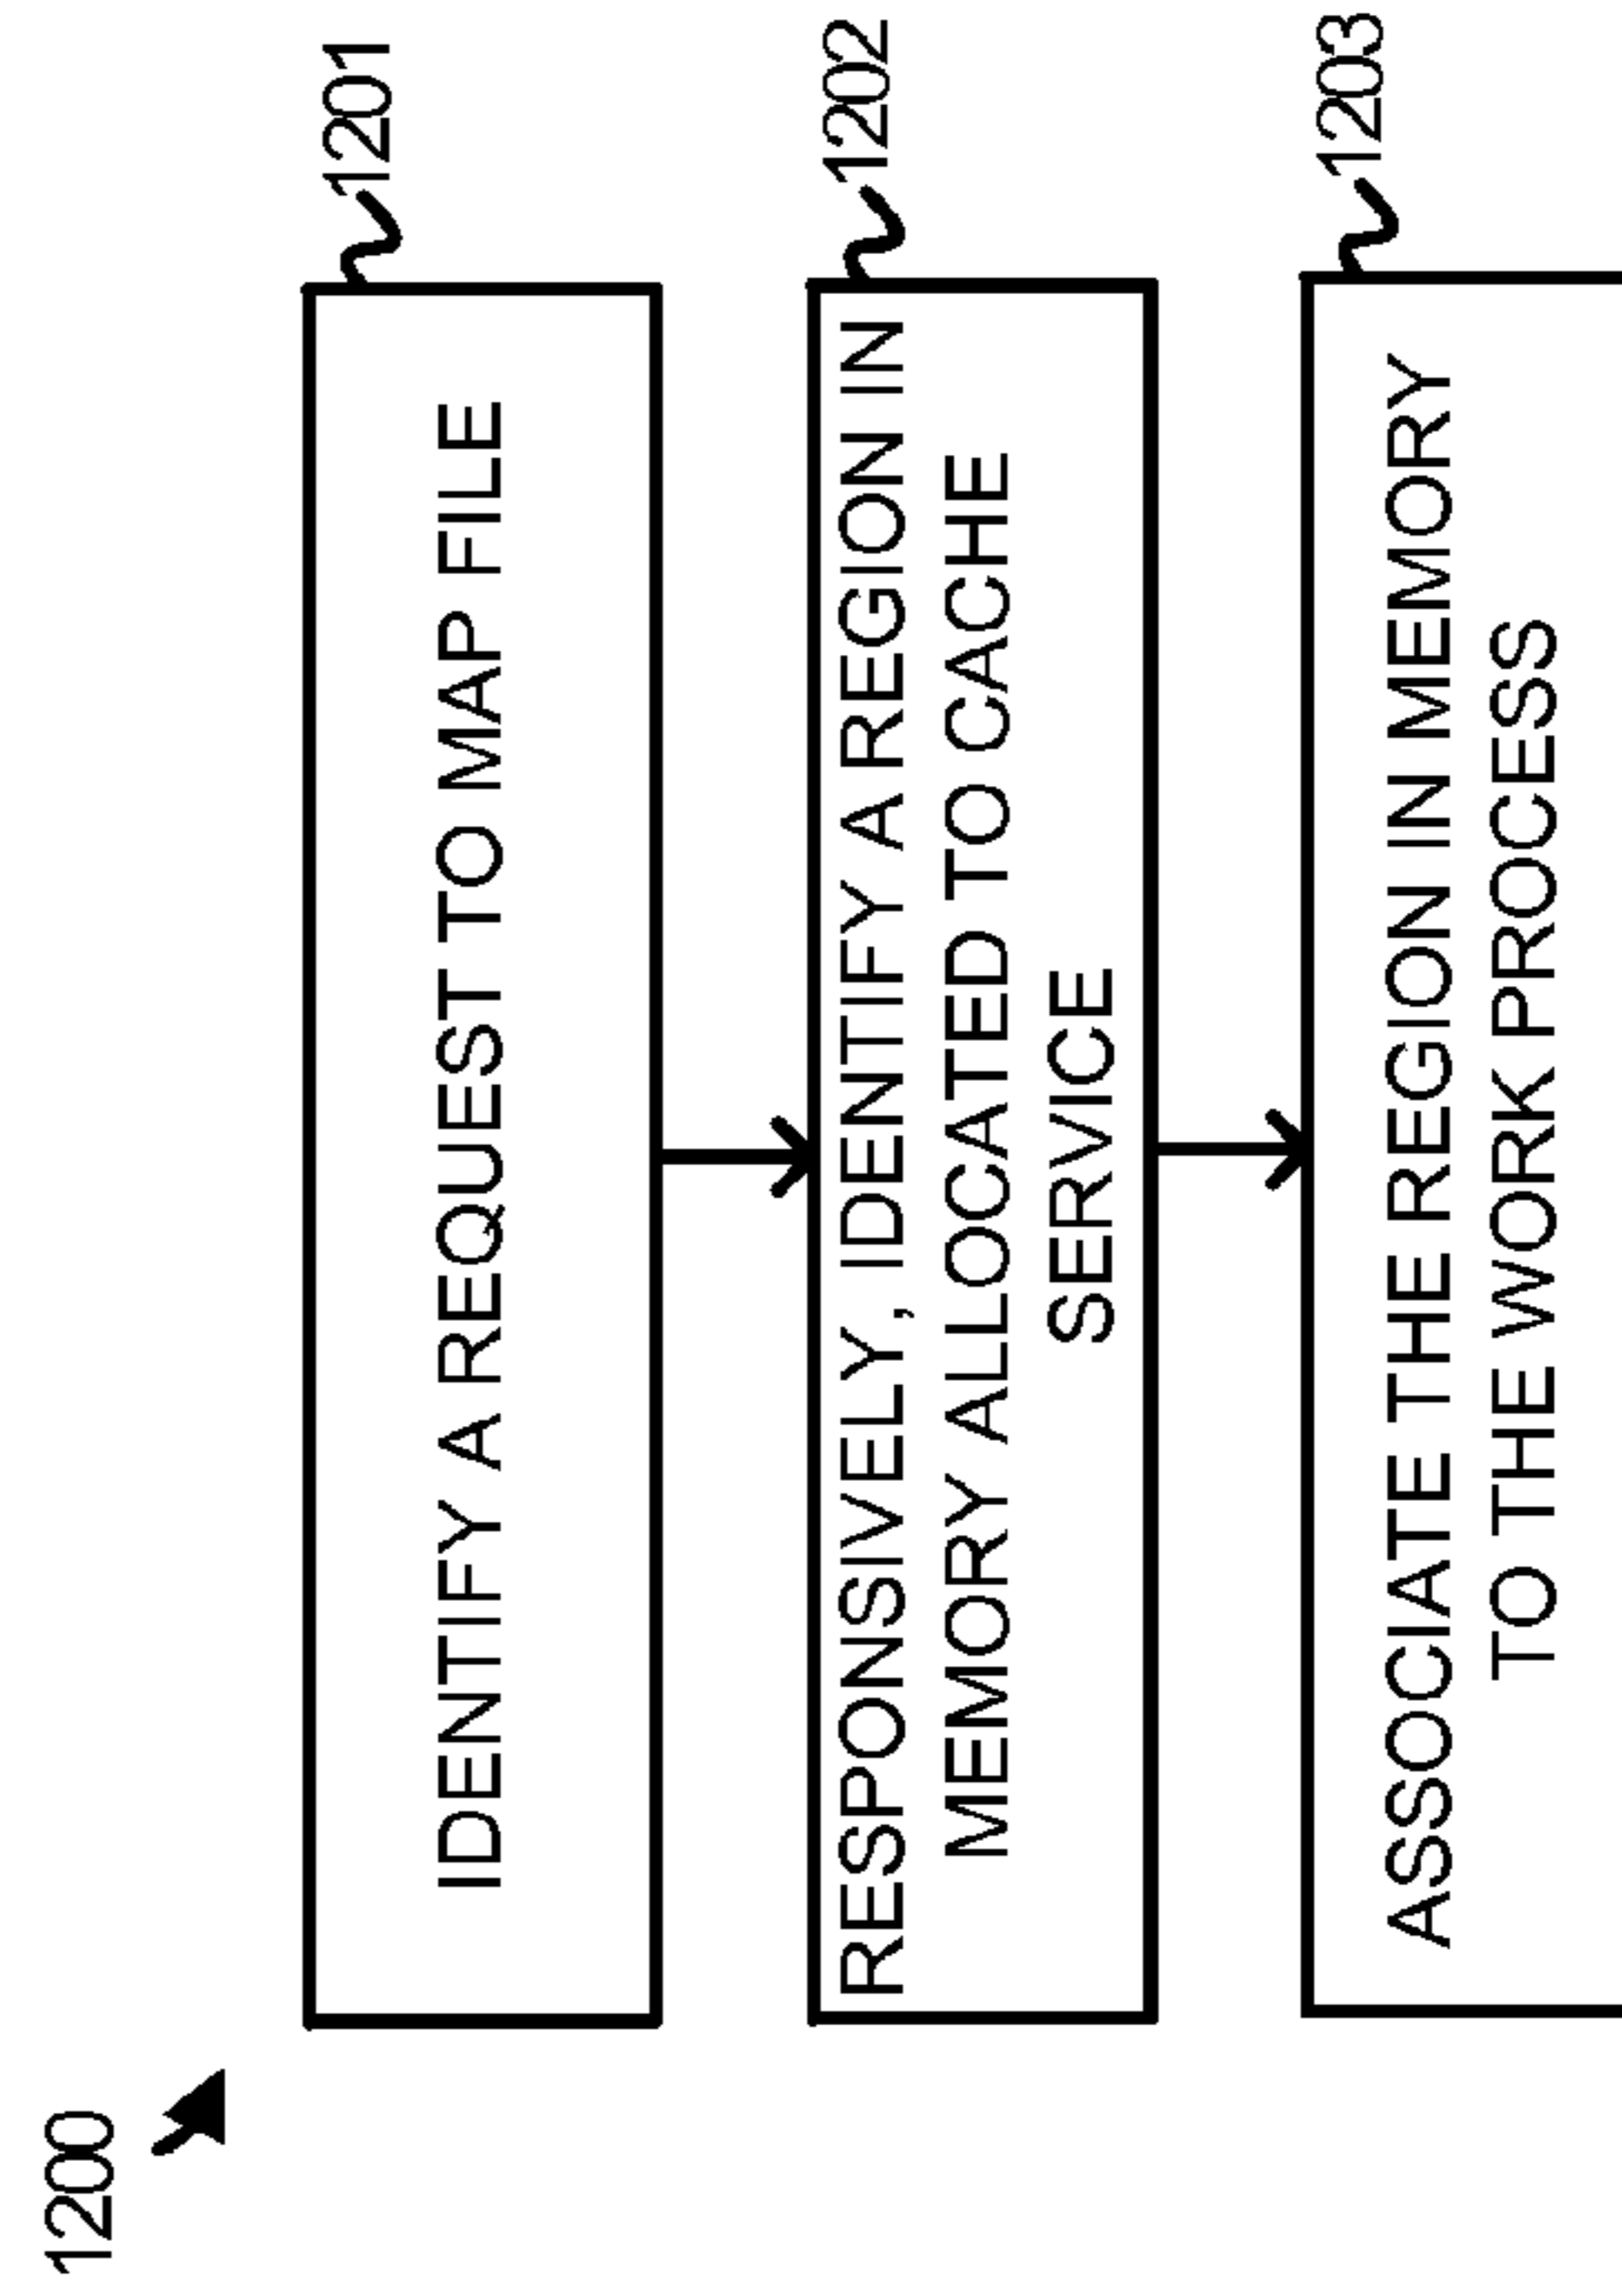 1200
1201
IDENTIFY A REQUEST TO MAP FILE
1202
RESPONSIVELY, IDENTIFY A REGION IN
MEMORY ALLOCATED TO CACHE
SERVICE
1203
ASSOCIATE THE REGION IN MEMORY
TO THE WORK PROCESS